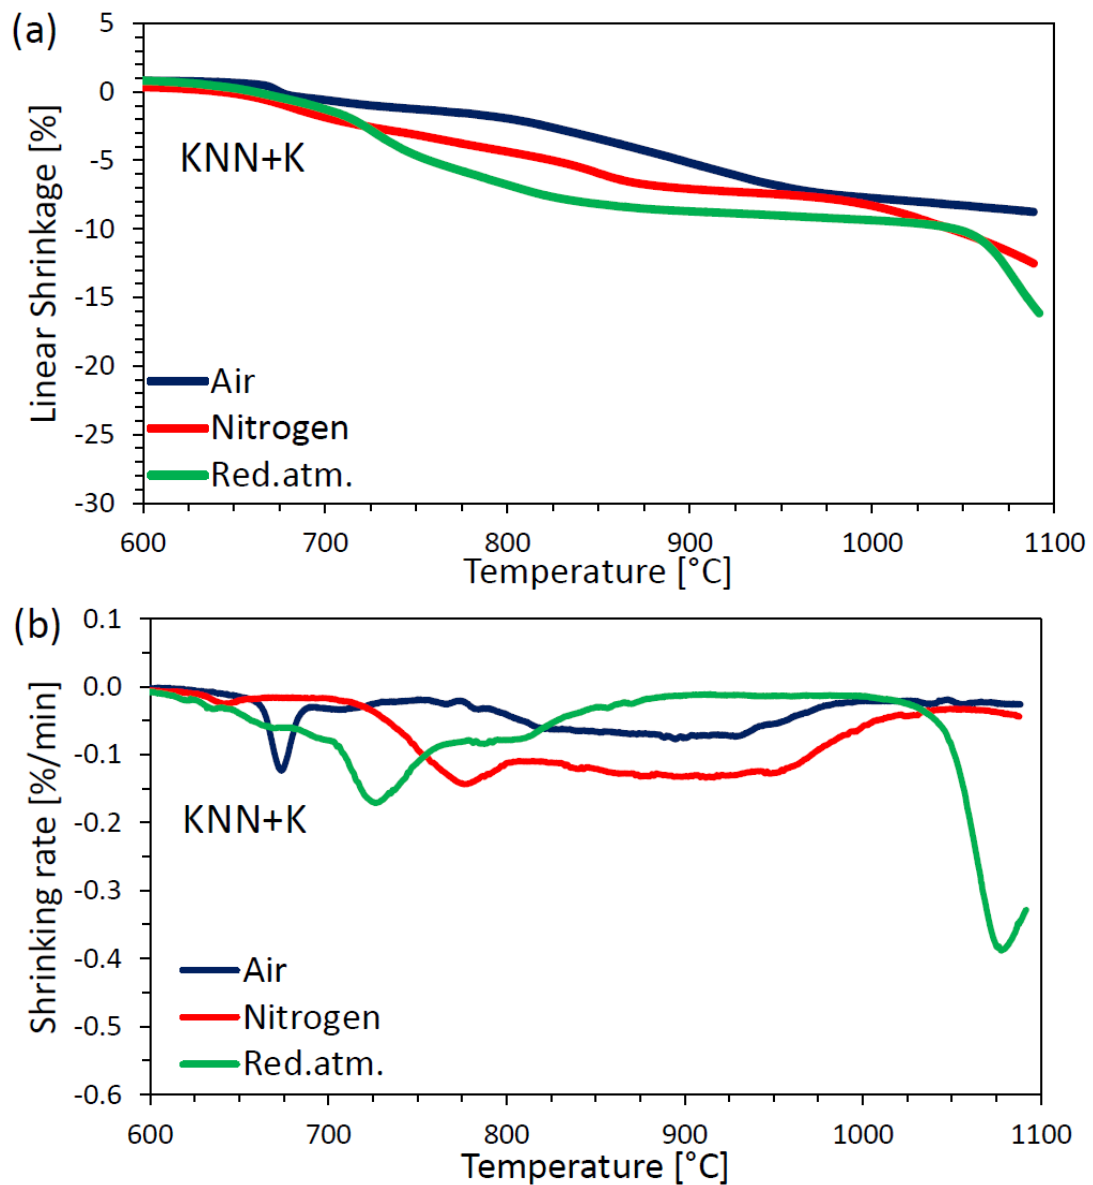 (a)
5
0
-5
-10
-15
-20
-25
-30
Linear Shrinkage [%]
KNN+K
Air
Nitrogen
Red.atm.
600 700 800 900 1000 1100
Temperature [°C]
(b)
0.1
0.0
-0.1
-0.2
-0.3
-0.4
-0.5
-0.6
Shrinking rate [%/min]
KNN+K
Air
Nitrogen
Red.atm.
600 700 800 900 1000 1100
Temperature [°C]